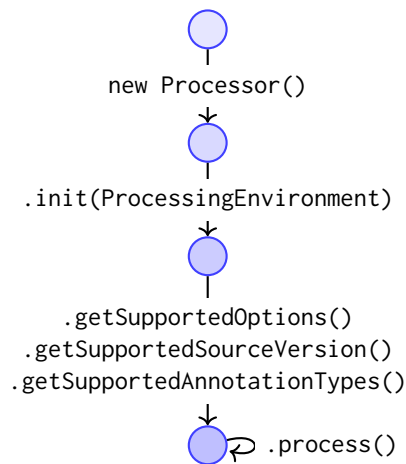 new Processor()
.init(ProcessingEnvironment)
.getSupportedOptions()
.getSupportedSourceVersion()
.getSupportedAnnotationTypes()
.process()